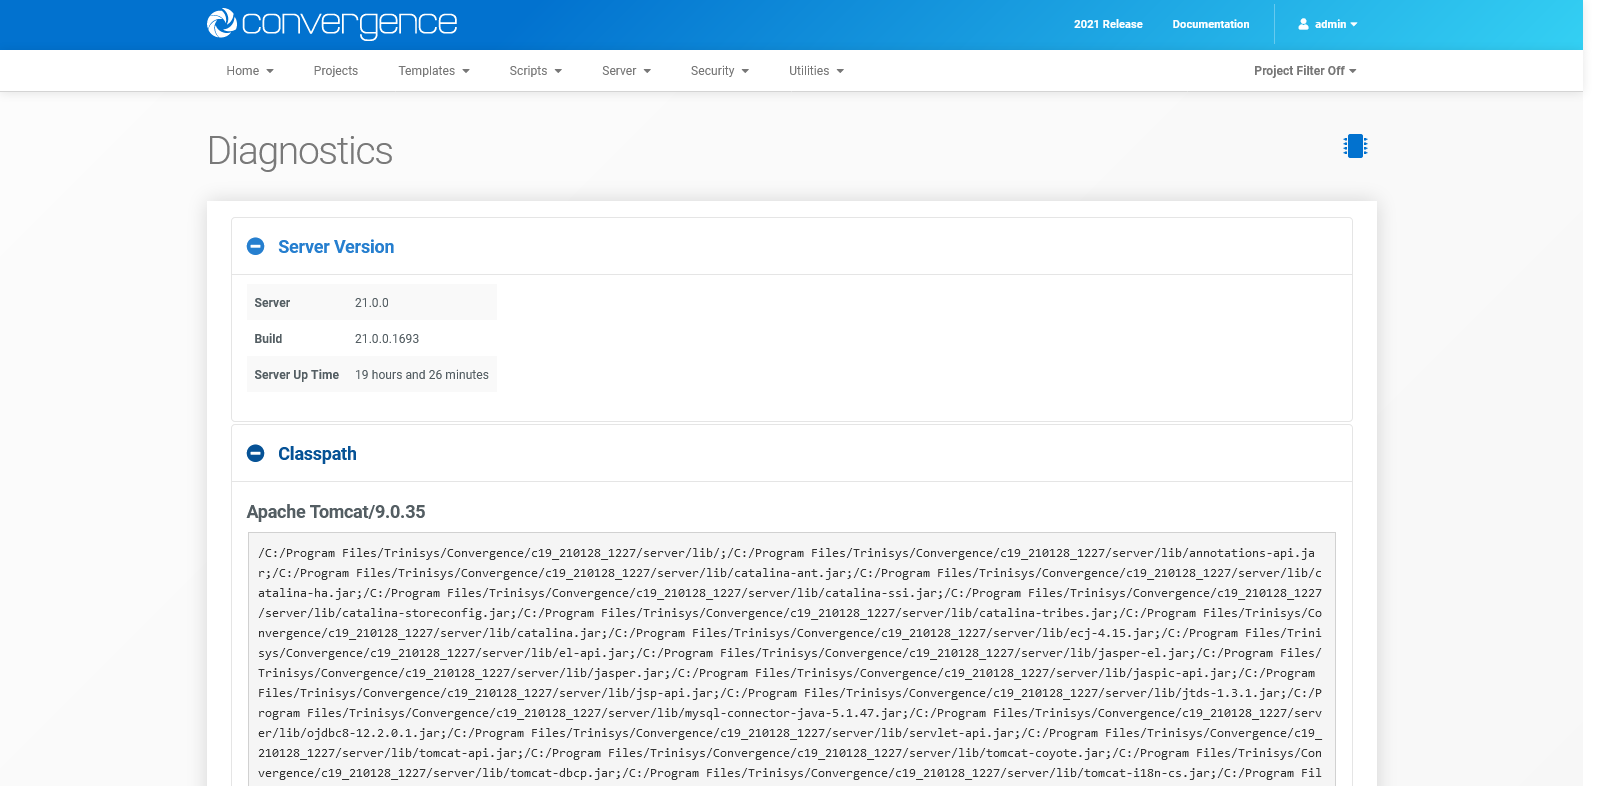 convergence
2021 Release
Documentation
admin
Home
Projects
Templates
Scripts
Server
Security
Utilities
Project Filter Off
Diagnostics
Server Version
Server 21.0.0
Build 21.0.0.1693
Server Up Time 19 hours and 26 minutes
Classpath
Apache Tomcat/9.0.35
/C:/Program Files/Trinisys/Convergence/c19_210128_1227/server/lib/;/C:/Program Files/Trinisys/Convergence/c19_210128_1227/server/lib/annotations-api.ja
r;/C:/Program Files/Trinisys/Convergence/c19_210128_1227/server/lib/catalina-ant.jar;/C:/Program Files/Trinisys/Convergence/c19_210128_1227/server/lib/c
atalina-ha.jar;/C:/Program Files/Trinisys/Convergence/c19_210128_1227/server/lib/catalina-ssi.jar;/C:/Program Files/Trinisys/Convergence/c19_210128_1227
/server/lib/catalina-storeconfig.jar;/C:/Program Files/Trinisys/Convergence/c19_210128_1227/server/lib/catalina-tribes.jar;/C:/Program Files/Trinisys/Co
nvergence/c19_210128_1227/server/lib/catalina.jar;/C:/Program Files/Trinisys/Convergence/c19_210128_1227/server/lib/ecj-4.15.jar;/C:/Program Files/Trini
sys/Convergence/c19_210128_1227/server/lib/el-api.jar;/C:/Program Files/Trinisys/Convergence/c19_210128_1227/server/lib/jasper-el.jar;/C:/Program Files/
Trinisys/Convergence/c19_210128_1227/server/lib/jasper.jar;/C:/Program Files/Trinisys/Convergence/c19_210128_1227/server/lib/jaspic-api.jar;/C:/Program
Files/Trinisys/Convergence/c19_210128_1227/server/lib/jsp-api.jar;/C:/Program Files/Trinisys/Convergence/c19_210128_1227/server/lib/jtds-1.3.1.jar;/C:/P
rogram Files/Trinisys/Convergence/c19_210128_1227/server/lib/mysql-connector-java-5.1.47.jar;/C:/Program Files/Trinisys/Convergence/c19_210128_1227/serv
er/lib/ojdbc8-12.2.0.1.jar;/C:/Program Files/Trinisys/Convergence/c19_210128_1227/server/lib/servlet-api.jar;/C:/Program Files/Trinisys/Convergence/c19_
210128_1227/server/lib/tomcat-api.jar;/C:/Program Files/Trinisys/Convergence/c19_210128_1227/server/lib/tomcat-coyote.jar;/C:/Program Files/Trinisys/Con
vergence/c19_210128_1227/server/lib/tomcat-dbcp.jar;/C:/Program Files/Trinisys/Convergence/c19_210128_1227/server/lib/tomcat-i18n-cs.jar;/C:/Program Fil